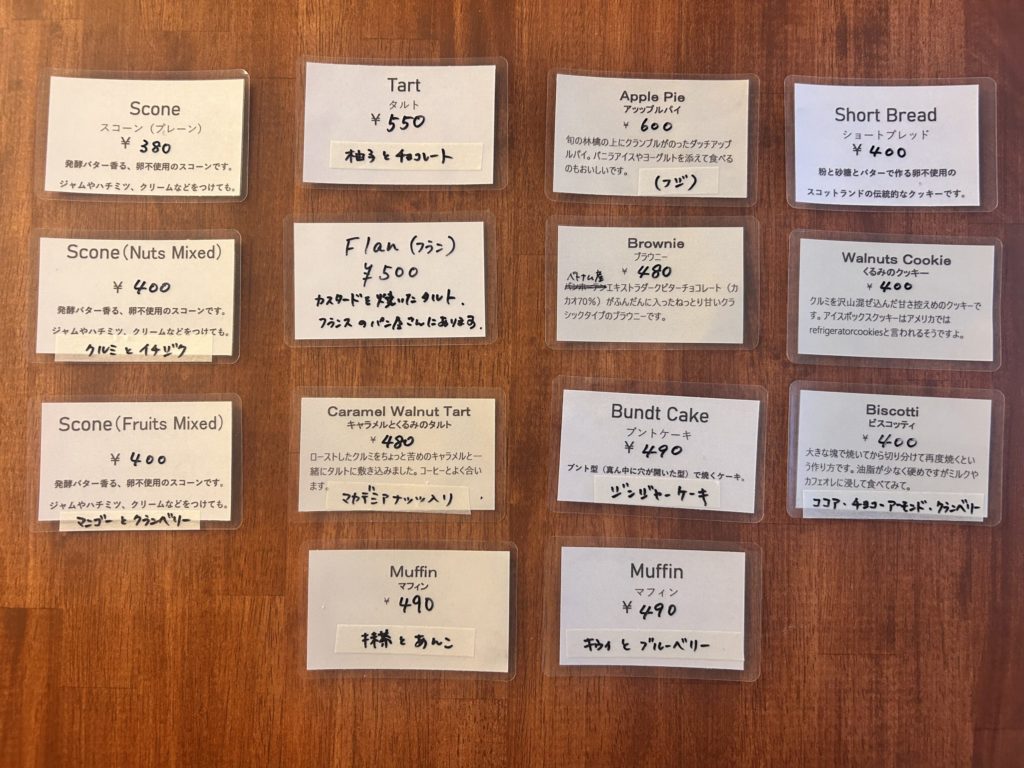 Scone
スコーン（プレーン）
¥ 380
発酵バター香る、卵不使用のスコーンです。
ジャムやハチミツ、クリームなどをつけても。
Tart
タルト
¥ 550
柚子とチョコレート
Apple Pie
アップルパイ
¥ 600
旬の林檎の上にクランブルがのったダッチアップ
ルパイ。バニラアイスやヨーグルトを添えて食べる
のもおいしいです。
（フジ）
Short Bread
ショートブレッド
¥ 400
粉と砂糖とバターで作る卵不使用の
スコットランドの伝統的なクッキーです。
Scone(Nuts Mixed)
¥ 400
発酵バター香る、卵不使用のスコーンです。
ジャムやハチミツ、クリームなどをつけても。
クルミとイチジク
Flan（フラン）
¥500
カスタードを焼いたタルト.
フランスのパン屋さんにあります.
Brownie
ブラウニー
¥ 480
ベトナム産
バンホーテンエキストラダークビターチョコレート（カ
カオ70％）がふんだんに入ったねっとり甘いクラ
シックタイプのブラウニーです。
Walnuts Cookie
くるみのクッキー
¥ 400
クルミを沢山混ぜ込んだ甘さ控えめのクッキーで
す。アイスボックスクッキーはアメリカでは
refrigeratorcookiesと言われるそうですよ。
Scone(Fruits Mixed)
¥ 400
発酵バター香る、卵不使用のスコーンです。
ジャムやハチミツ、クリームなどをつけても。
マンゴーとクランベリー
Caramel Walnut Tart
キャラメルとくるみのタルト
¥ 480
ローストしたクルミをちょっと苦めのキャラメルと一
緒にタルトに敷き込みました。コーヒーとよく合い
ます。
マカデミアナッツ入り
Bundt Cake
ブントケーキ
¥ 490
ブント型（真ん中に穴が開いた型）で焼くケーキ。
ジンジャーケーキ
Biscotti
ビスコッティ
¥ 400
大きな塊で焼いてから切り分けて再度焼くとい
う作り方です。油脂が少なく硬めですがミルクや
カフェオレに浸して食べてみて。
ココア・チョコ・アーモンド・クランベリー
Muffin
マフィン
¥ 490
抹茶とあんこ
Muffin
マフィン
¥ 490
キウイとブルーベリー